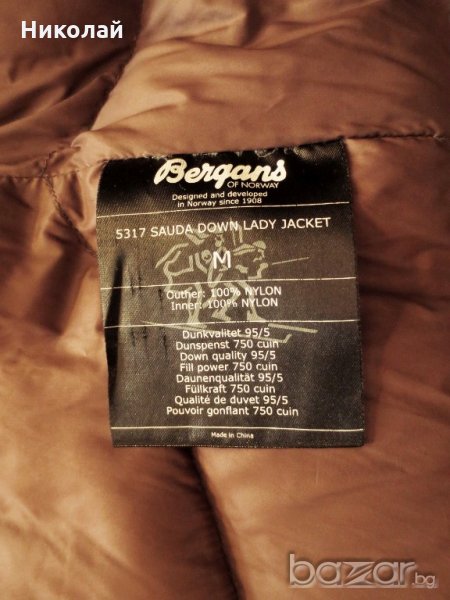 Николай
Bergans
OF NORWAY
Designed and developed
in Norway since 1908
5317 SAUDA DOWN LADY JACKET
M
Outher: 100% NYLON
Inner: 100% NYLON
Dunkvalitet 95/5
Dunspenst 750 cuin
Down quality 95/5
Fill power 750 cuin
Daunenqualität 95/5
Füllkraft 750 cuin
Qualité de duvet 95/5
Pouvoir gonflant 750 cuin
Made in China
bazar.bg